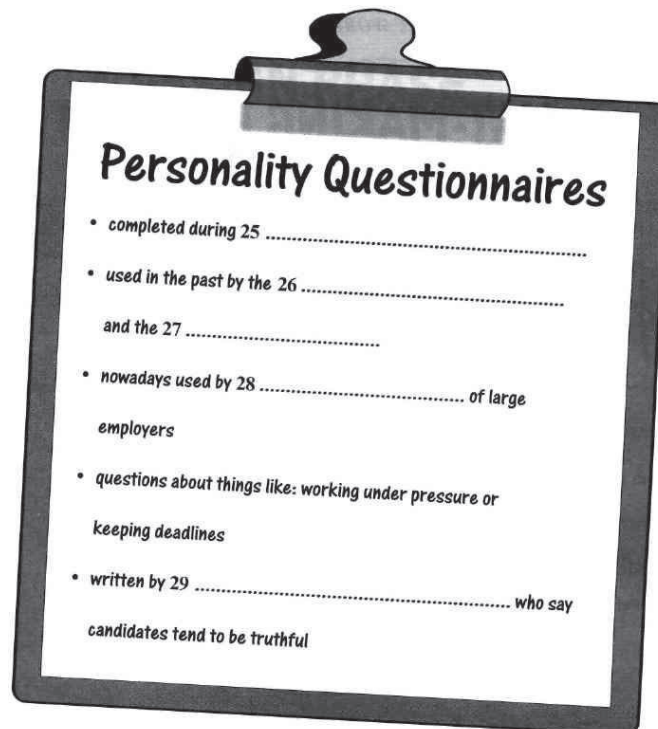 Personality Questionnaires
• completed during 25 ................................................................
• used in the past by the 26 .....................................................
and the 27 .......................................
• nowadays used by 28 ......................................... of large
employers
• questions about things like: working under pressure or
keeping deadlines
• written by 29 ............................................................... who say
candidates tend to be truthful